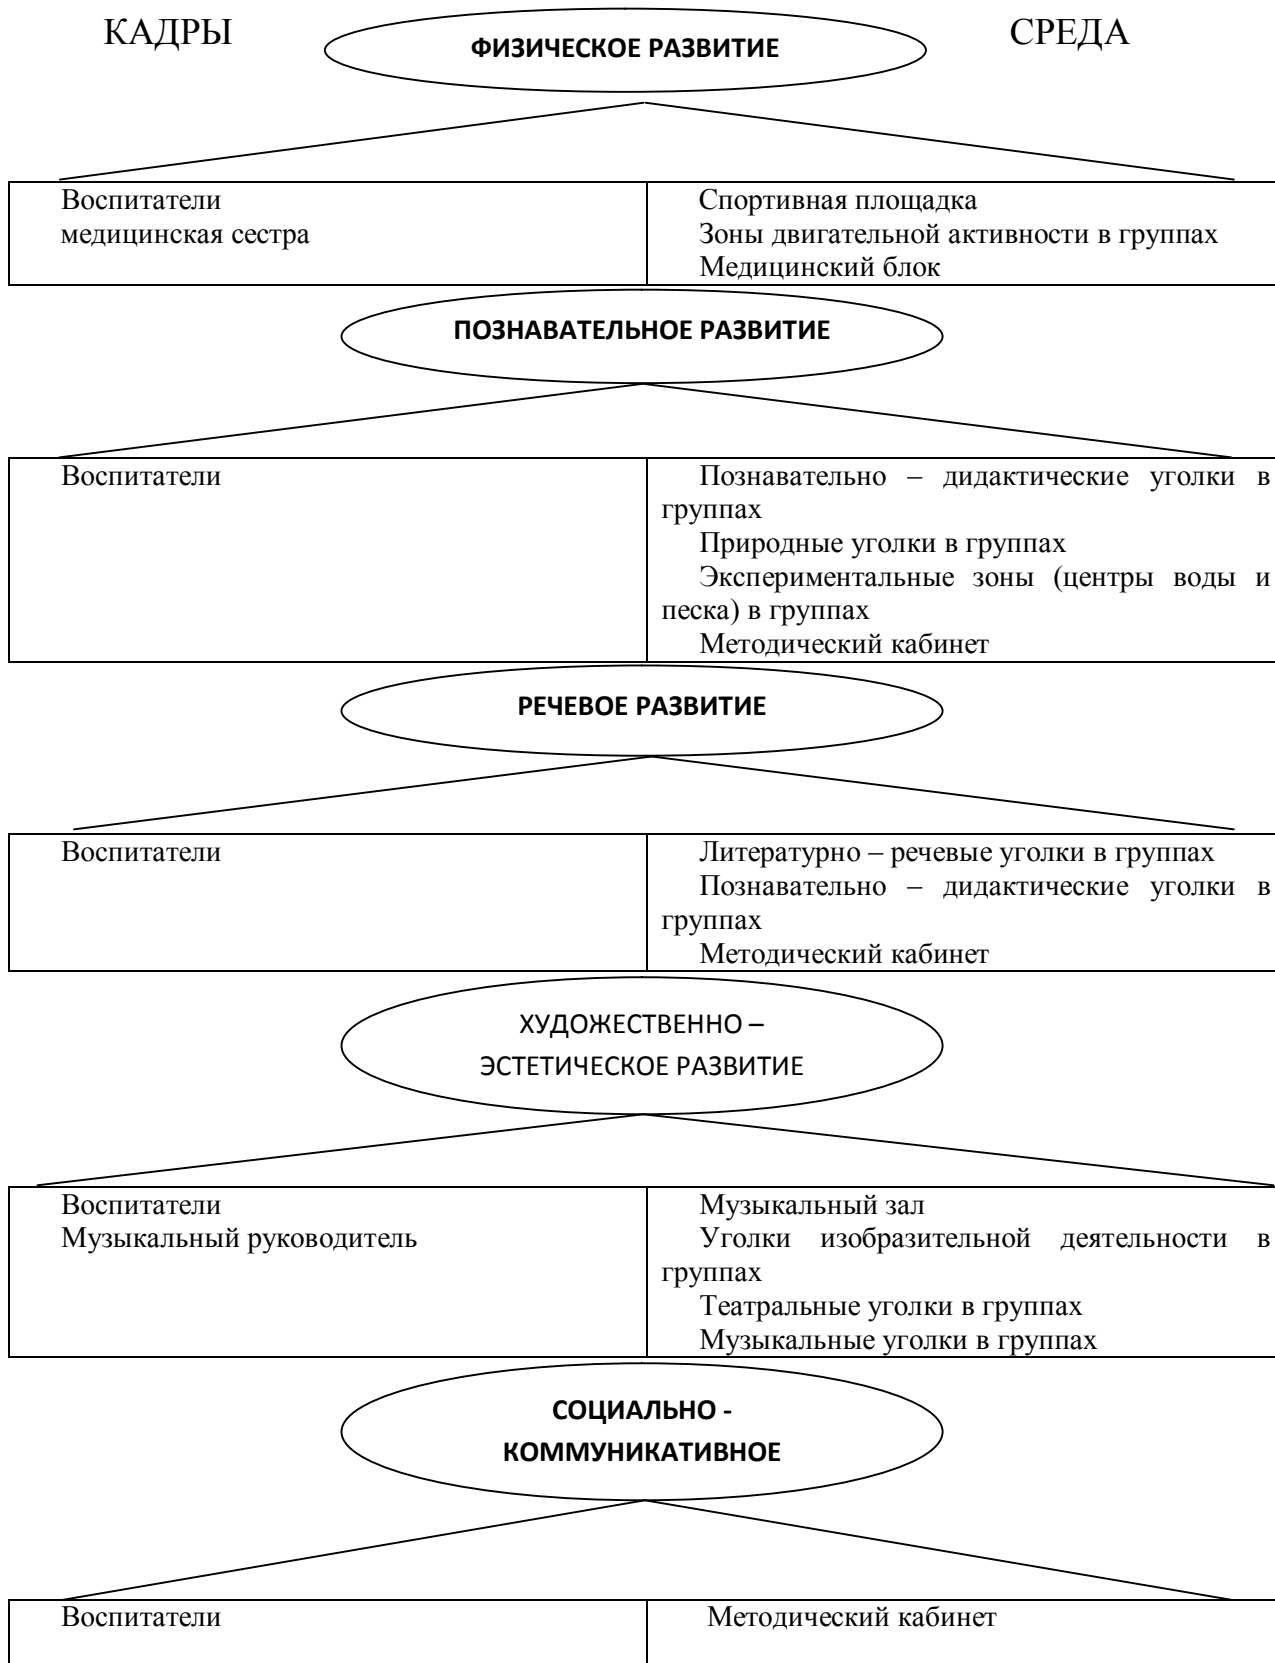 КАДРЫ
ФИЗИЧЕСКОЕ РАЗВИТИЕ
СРЕДА
Воспитатели
медицинская сестра
Спортивная площадка
Зоны двигательной активности в группах
Медицинский блок
ПОЗНАВАТЕЛЬНОЕ РАЗВИТИЕ
Воспитатели
Познавательно – дидактические уголки в
группах
Природные уголки в группах
Экспериментальные зоны (центры воды и
песка) в группах
Методический кабинет
РЕЧЕВОЕ РАЗВИТИЕ
Воспитатели
Литературно – речевые уголки в группах
Познавательно – дидактические уголки в
группах
Методический кабинет
ХУДОЖЕСТВЕННО –
ЭСТЕТИЧЕСКОЕ РАЗВИТИЕ
Воспитатели
Музыкальный руководитель
Музыкальный зал
Уголки изобразительной деятельности в
группах
Театральные уголки в группах
Музыкальные уголки в группах
СОЦИАЛЬНО -
КОММУНИКАТИВНОЕ
Воспитатели
Методический кабинет